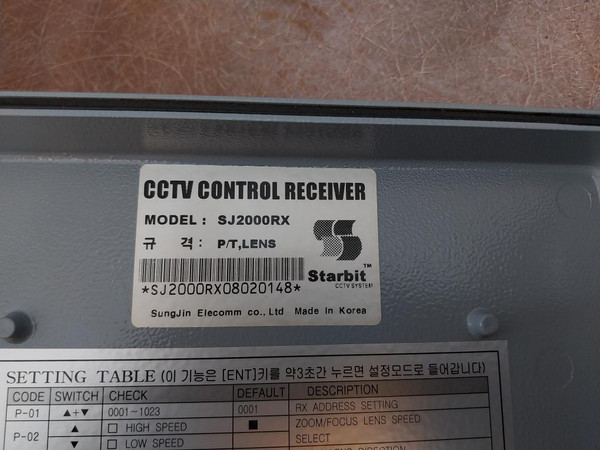 CCTV CONTROL RECEIVER
MODEL : SJ2000RX
규 격 : P/T,LENS
Starbit™
CCTV SYSTEM
*SJ2000RX08020148*
SungJin Elecomm co.,Ltd Made in Korea
SETTING TABLE (이 기능은 [ENT]키를 약3초간 누르면 설정모드로 들어갑니다)
CODE SWITCH CHECK DEFAULT DESCRIPTION
P-01 ▲+▼ 0001~1023 0001 RX ADDRESS SETTING
P-02 ▲ □ HIGH SPEED ■ ZOOM/FOCUS LENS SPEED
▼ □ LOW SPEED SELECT